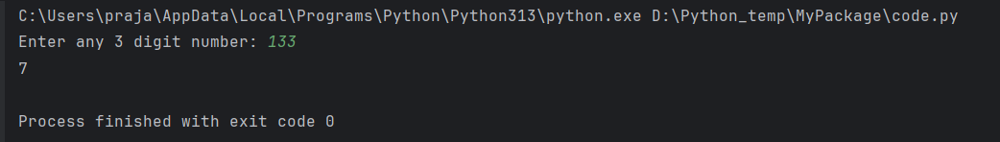 C:\Users\praja\AppData\Local\Programs\Python\Python313\python.exe D:\Python_temp\MyPackage\code.py
Enter any 3 digit number: 133
7
Process finished with exit code 0